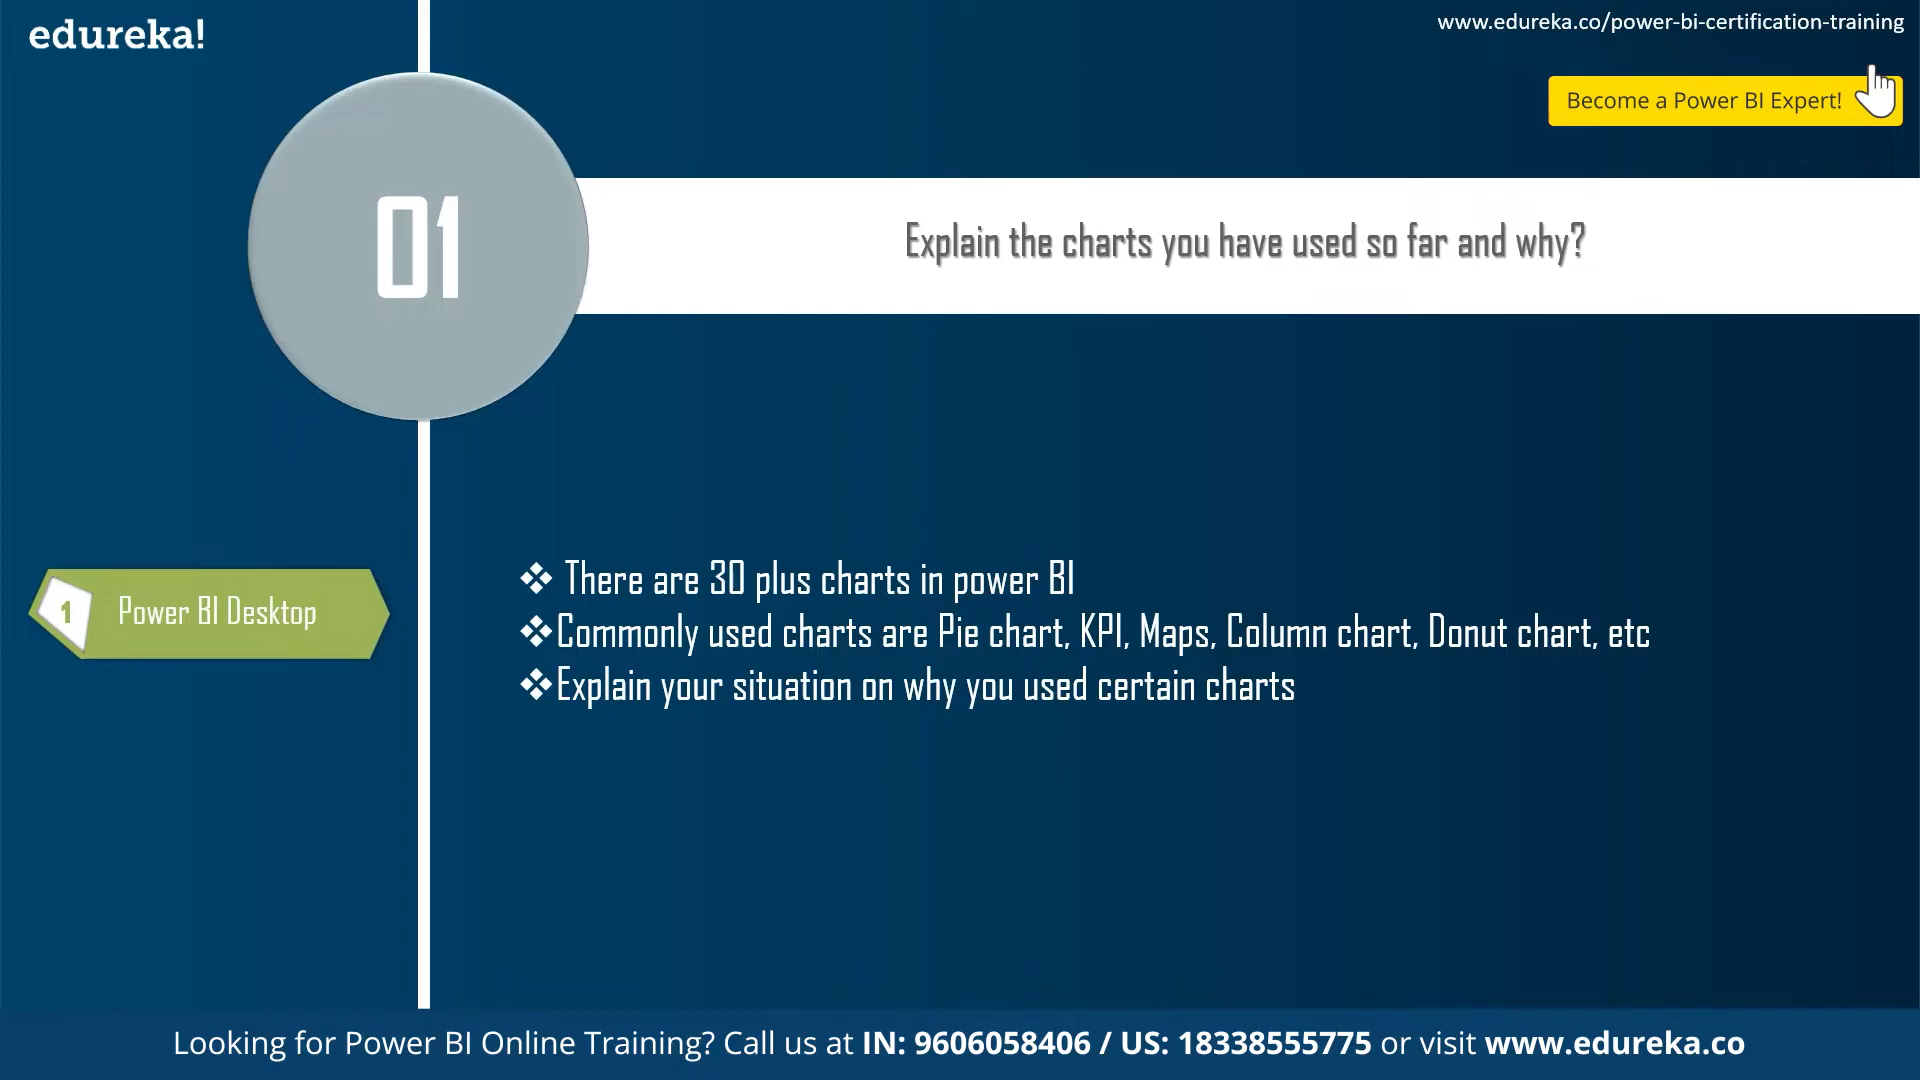 edureka!
www.edureka.co/power-bi-certification-training
Become a Power BI Expert!
01
Explain the charts you have used so far and why?
1
Power BI Desktop
❖ There are 30 plus charts in power BI
❖Commonly used charts are Pie chart, KPI, Maps, Column chart, Donut chart, etc
❖Explain your situation on why you used certain charts
Looking for Power BI Online Training? Call us at IN: 9606058406 / US: 18338555775 or visit www.edureka.co